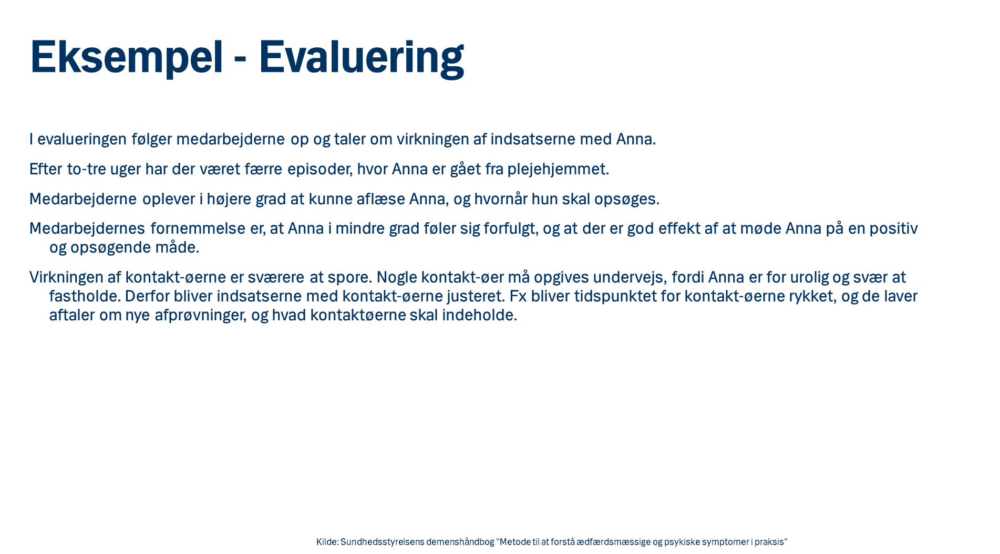 Eksempel - Evaluering
I evalueringen følger medarbejderne op og taler om virkningen af indsatserne med Anna.
Efter to-tre uger har der været færre episoder, hvor Anna er gået fra plejehjemmet.
Medarbejderne oplever i højere grad at kunne aflæse Anna, og hvornår hun skal opsøges.
Medarbejdernes fornemmelse er, at Anna i mindre grad føler sig forfulgt, og at der er god effekt af at møde Anna på en positiv
og opsøgende måde.
Virkningen af kontakt-øerne er sværere at spore. Nogle kontakt-øer må opgives undervejs, fordi Anna er for urolig og svær at
fastholde. Derfor bliver indsatserne med kontakt-øerne justeret. Fx bliver tidspunktet for kontakt-øerne rykket, og de laver
aftaler om nye afprøvninger, og hvad kontaktøerne skal indeholde.
Kilde: Sundhedsstyrelsens demenshåndbog "Metode til at forstå ædfærdsmæssige og psykiske symptomer i praksis"